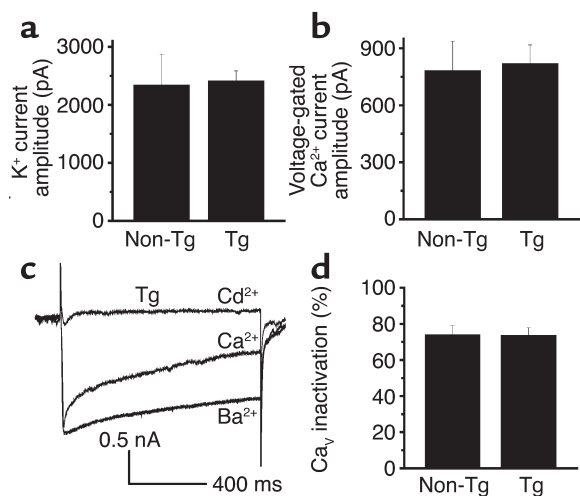 a
K⁺ current
amplitude (pA)
3000
2000
1000
0
Non-Tg Tg
b
Voltage-gated
Ca²⁺ current
amplitude (pA)
900
600
300
0
Non-Tg Tg
c
Tg
Cd²⁺
Ca²⁺
Ba²⁺
0.5 nA
400 ms
d
Caᵥ inactivation (%)
100
80
60
40
20
0
Non-Tg Tg